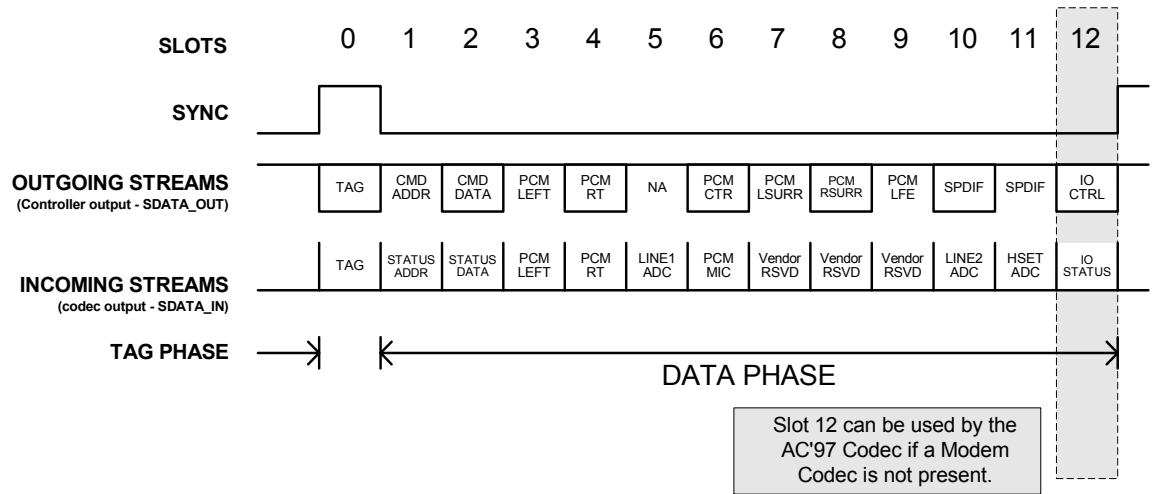 SLOTS 0 1 2 3 4 5 6 7 8 9 10 11 12
SYNC
OUTGOING STREAMS
(Controller output - SDATA_OUT)
TAG
CMD
ADDR
CMD
DATA
PCM
LEFT
PCM
RT
NA
PCM
CTR
PCM
LSURR
PCM
RSURR
PCM
LFE
SPDIF
SPDIF
IO
CTRL
INCOMING STREAMS
(codec output - SDATA_IN)
TAG
STATUS
ADDR
STATUS
DATA
PCM
LEFT
PCM
RT
LINE1
ADC
PCM
MIC
Vendor
RSVD
Vendor
RSVD
Vendor
RSVD
LINE2
ADC
HSET
ADC
IO
STATUS
TAG PHASE
DATA PHASE
Slot 12 can be used by the
AC'97 Codec if a Modem
Codec is not present.